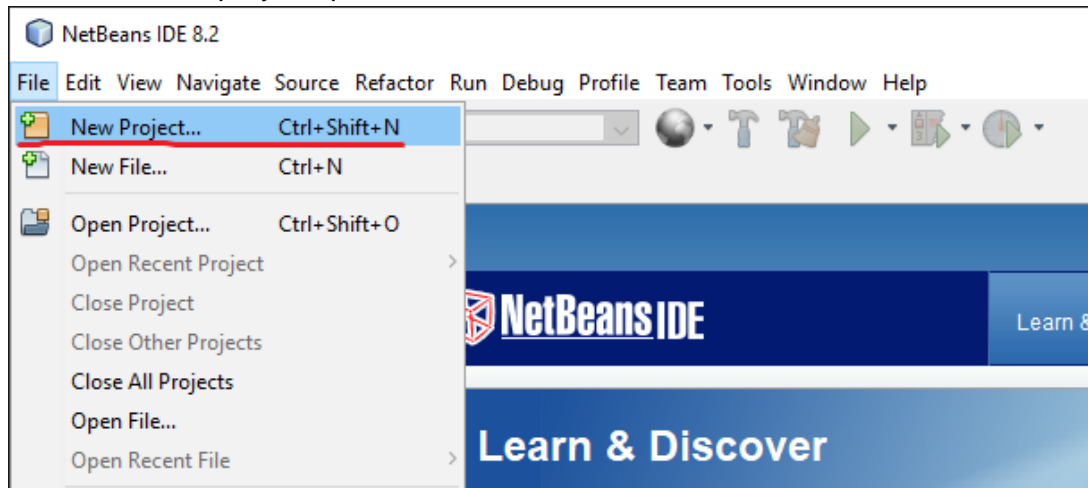 NetBeans IDE 8.2
File Edit View Navigate Source Refactor Run Debug Profile Team Tools Window Help
New Project... Ctrl+Shift+N
New File... Ctrl+N
Open Project... Ctrl+Shift+O
Open Recent Project
Close Project
NetBeans IDE
Learn &
Close Other Projects
Close All Projects
Open File...
Learn & Discover
Open Recent File